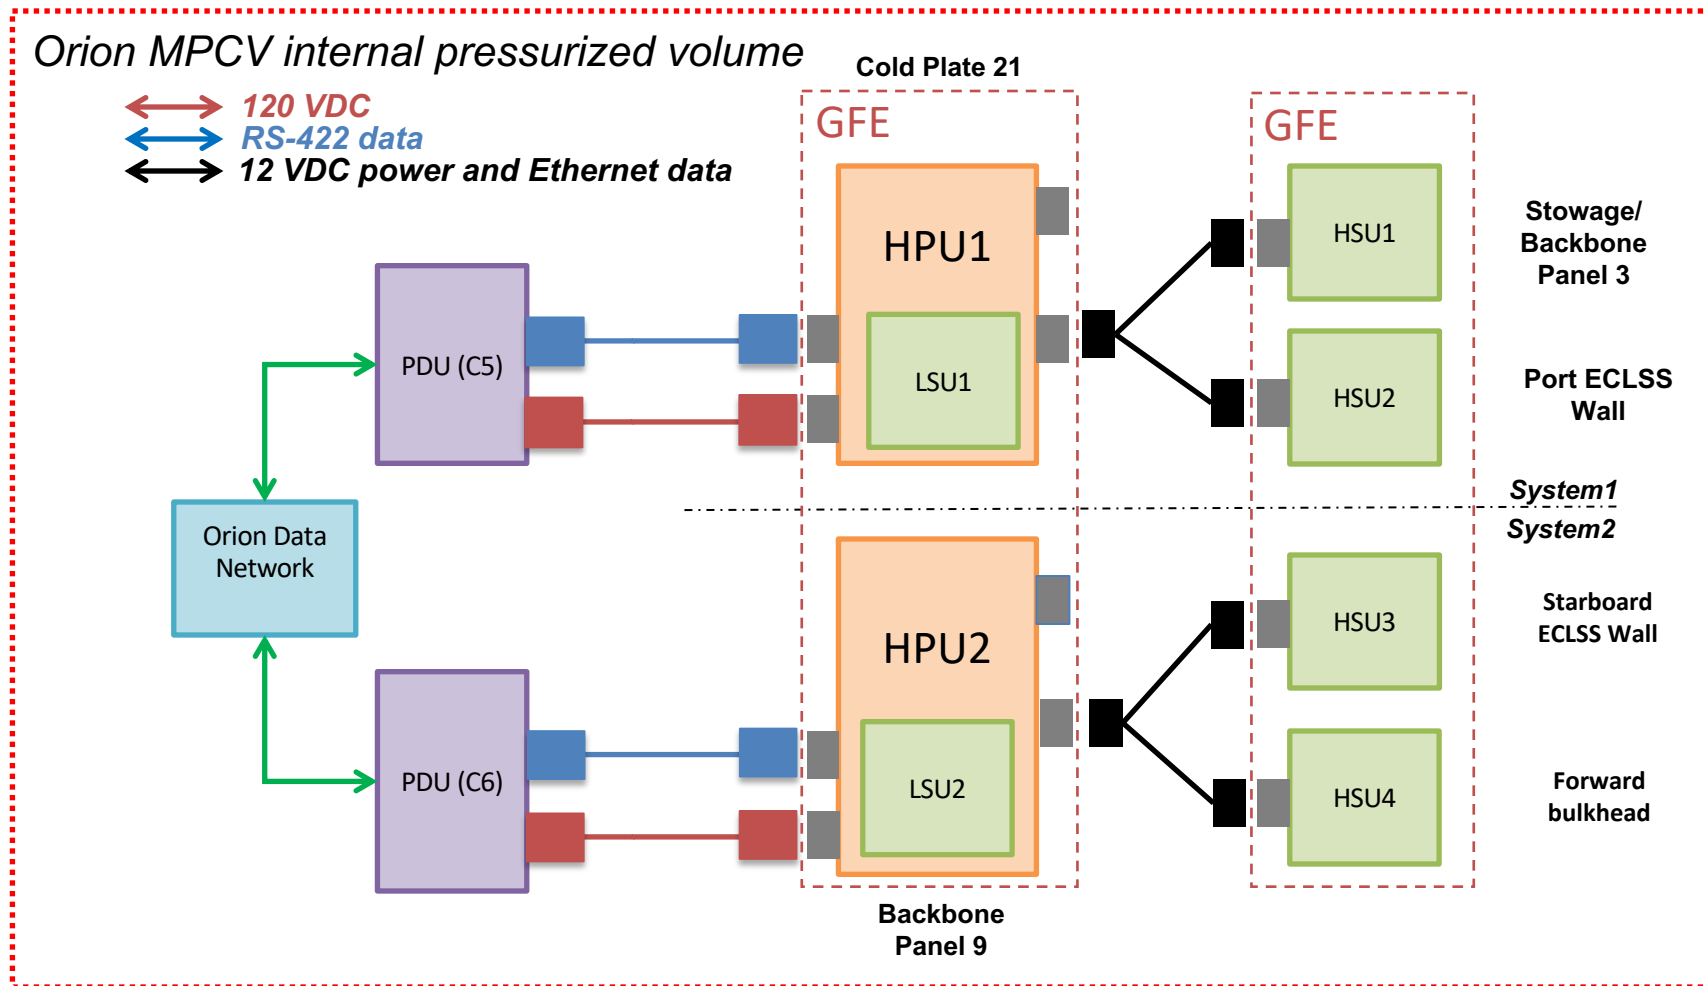 Orion MPCV internal pressurized volume
120 VDC
RS-422 data
12 VDC power and Ethernet data
Cold Plate 21
GFE
GFE
HPU1
LSU1
HSU1
HSU2
Stowage/
Backbone
Panel 3
Port ECLSS
Wall
PDU (C5)
System1
System2
Orion Data
Network
HPU2
LSU2
HSU3
HSU4
Starboard
ECLSS Wall
Forward
bulkhead
PDU (C6)
Backbone
Panel 9